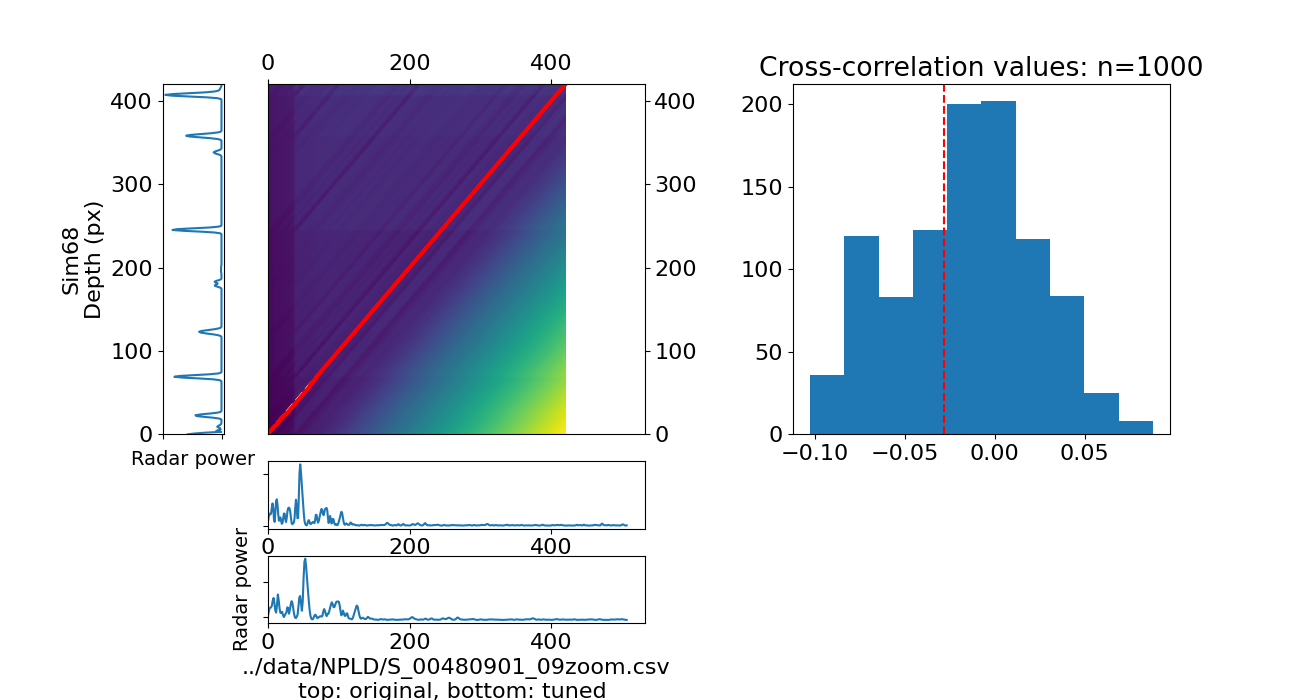 Cross-correlation values: n=1000
0 200 400
400
300
200
100
0
Sim68
Depth (px)
Radar power
400
300
200
100
0
200
150
100
50
0
−0.10 −0.05 0.00 0.05
0 200 400
Radar power
0 200 400
../data/NPLD/S_00480901_09zoom.csv
top: original, bottom: tuned